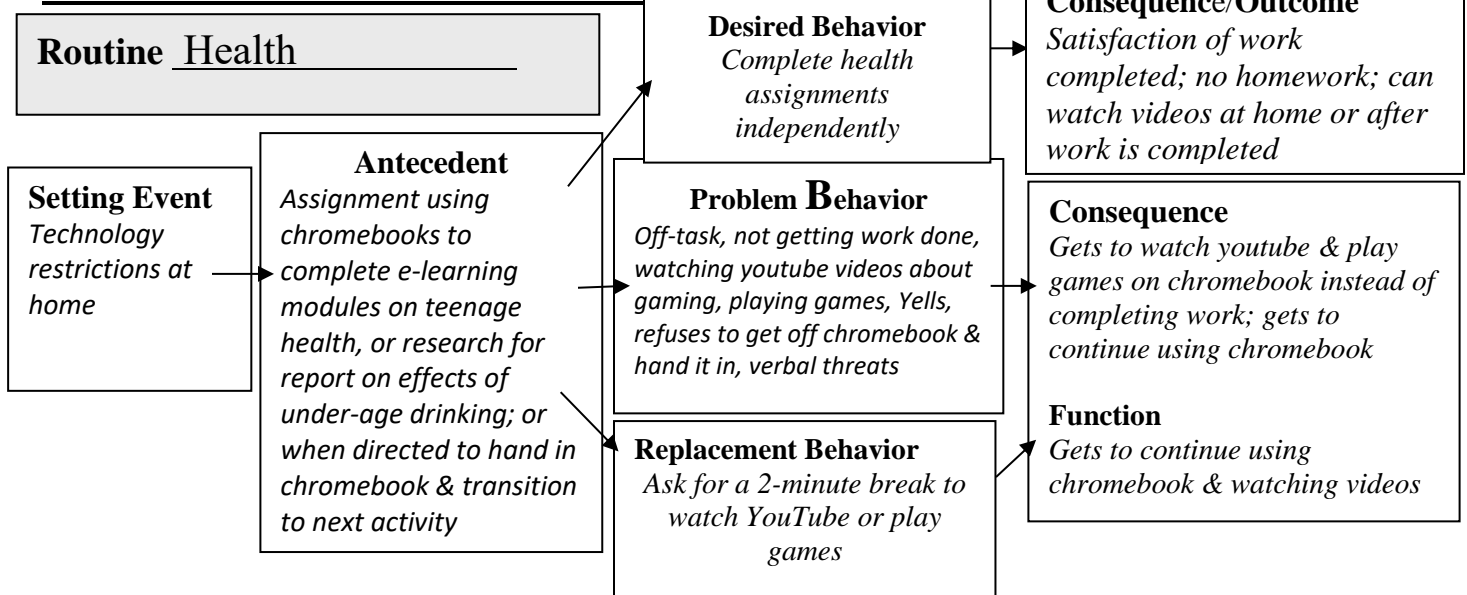 Routine Health
Desired Behavior
Complete health
assignments
independently
Consequence/Outcome
Satisfaction of work
completed; no homework; can
watch videos at home or after
work is completed
Setting Event
Technology
restrictions at
home
Antecedent
Assignment using
chromebooks to
complete e-learning
modules on teenage
health, or research for
report on effects of
under-age drinking; or
when directed to hand in
chromebook & transition
to next activity
Problem Behavior
Off-task, not getting work done,
watching youtube videos about
gaming, playing games, Yells,
refuses to get off chromebook &
hand it in, verbal threats
Replacement Behavior
Ask for a 2-minute break to
watch YouTube or play
games
Consequence
Gets to watch youtube & play
games on chromebook instead of
completing work; gets to
continue using chromebook
Function
Gets to continue using
chromebook & watching videos